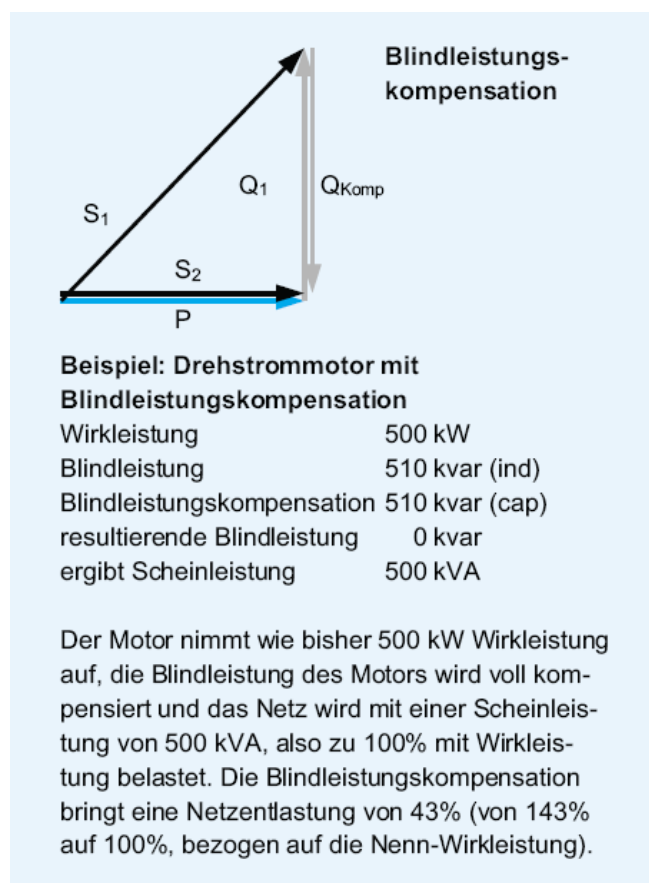 Blindleistungs-
kompensation
Q₁
Q_Komp
S₁
S₂
P
Beispiel: Drehstrommotor mit
Blindleistungskompensation
Wirkleistung 500 kW
Blindleistung 510 kvar (ind)
Blindleistungskompensation 510 kvar (cap)
resultierende Blindleistung 0 kvar
ergibt Scheinleistung 500 kVA
Der Motor nimmt wie bisher 500 kW Wirkleistung
auf, die Blindleistung des Motors wird voll kom-
pensiert und das Netz wird mit einer Scheinleis-
tung von 500 kVA, also zu 100% mit Wirkleis-
tung belastet. Die Blindleistungskompensation
bringt eine Netzentlastung von 43% (von 143%
auf 100%, bezogen auf die Nenn-Wirkleistung).